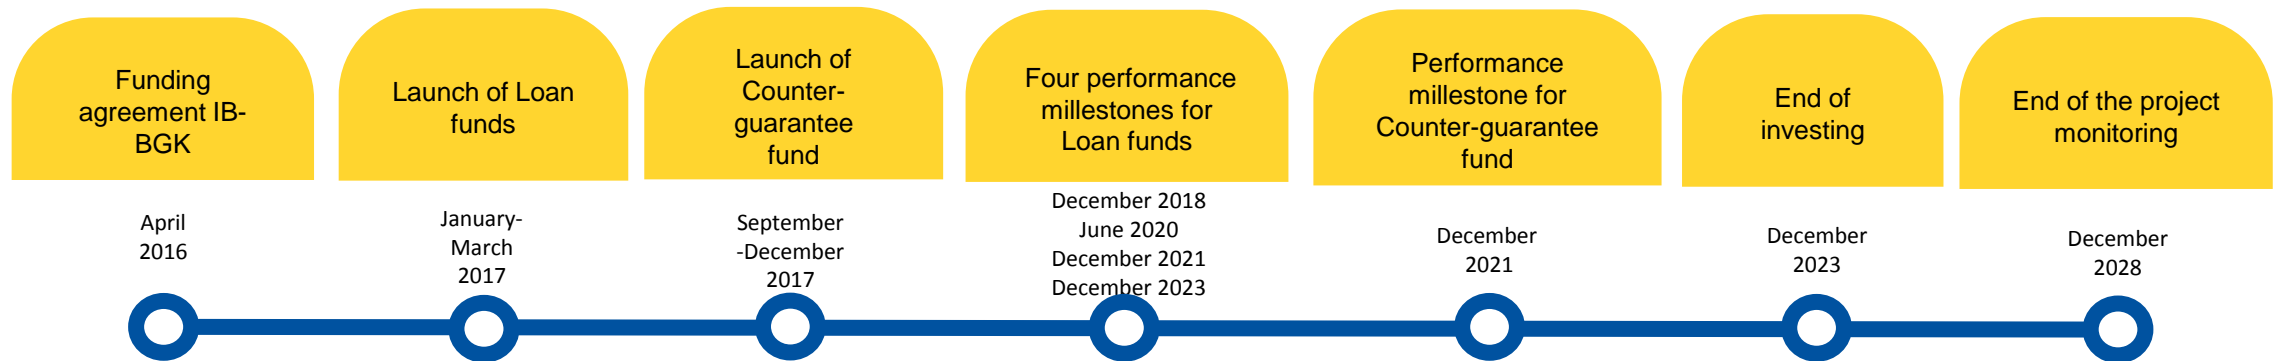 Funding
agreement IB-
BGK
April
2016
Launch of Loan
funds
January-
March
2017
Launch of
Counter-
guarantee
fund
September
-December
2017
Four performance
millestones for
Loan funds
December 2018
June 2020
December 2021
December 2023
Performance
millestone for
Counter-guarantee
fund
December
2021
End of
investing
December
2023
End of the project
monitoring
December
2028